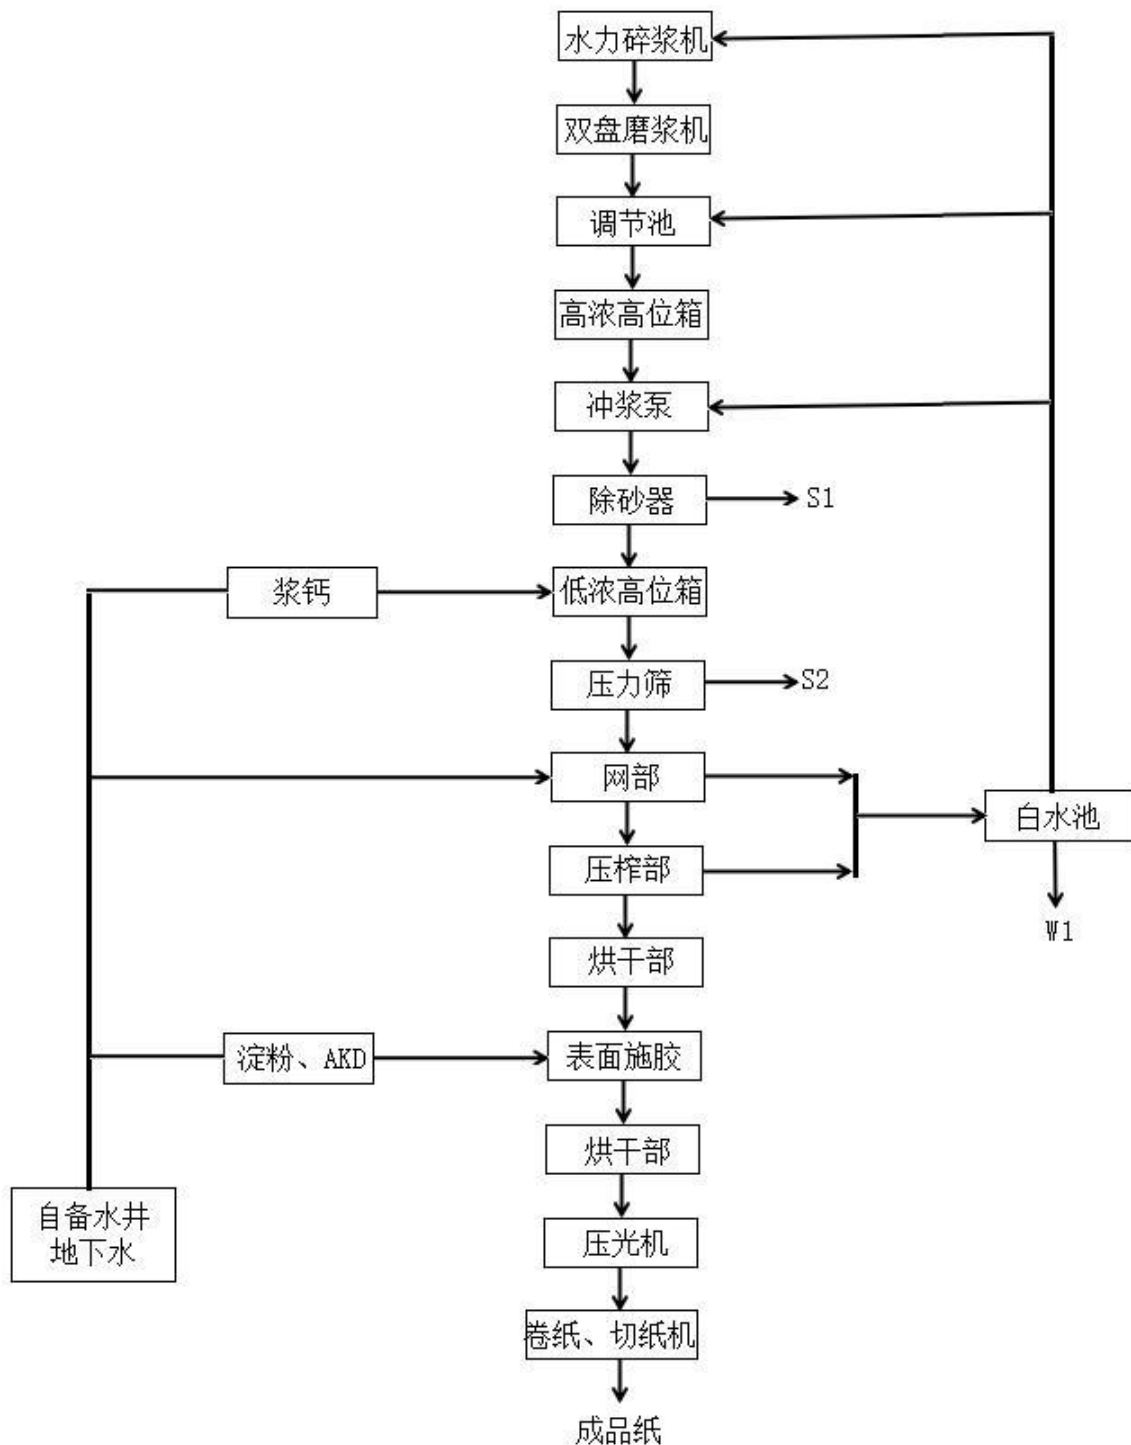 水力碎浆机
双盘磨浆机
调节池
高浓高位箱
冲浆泵
除砂器
S1
浆钙
低浓高位箱
压力筛
S2
网部
白水池
压榨部
W1
烘干部
淀粉、AKD
表面施胶
烘干部
自备水井
地下水
压光机
卷纸、切纸机
成品纸